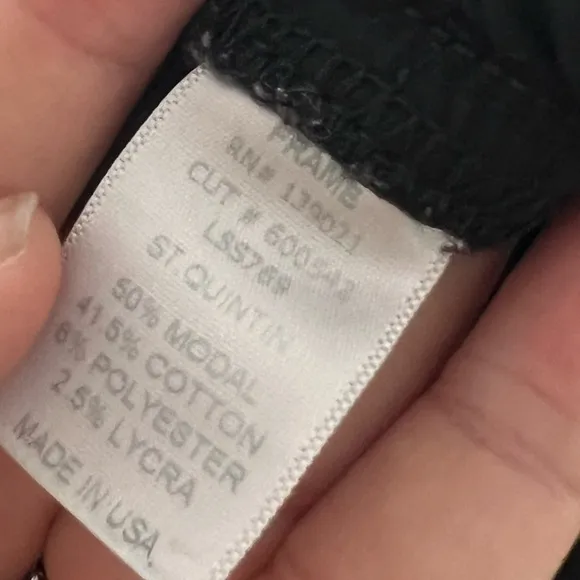 FRAME
RN# 139021
CUT # 600542
ST.QUINTIN
50% MODAL
41.5% COTTON
6% POLYESTER
2.5% LYCRA
MADE IN USA